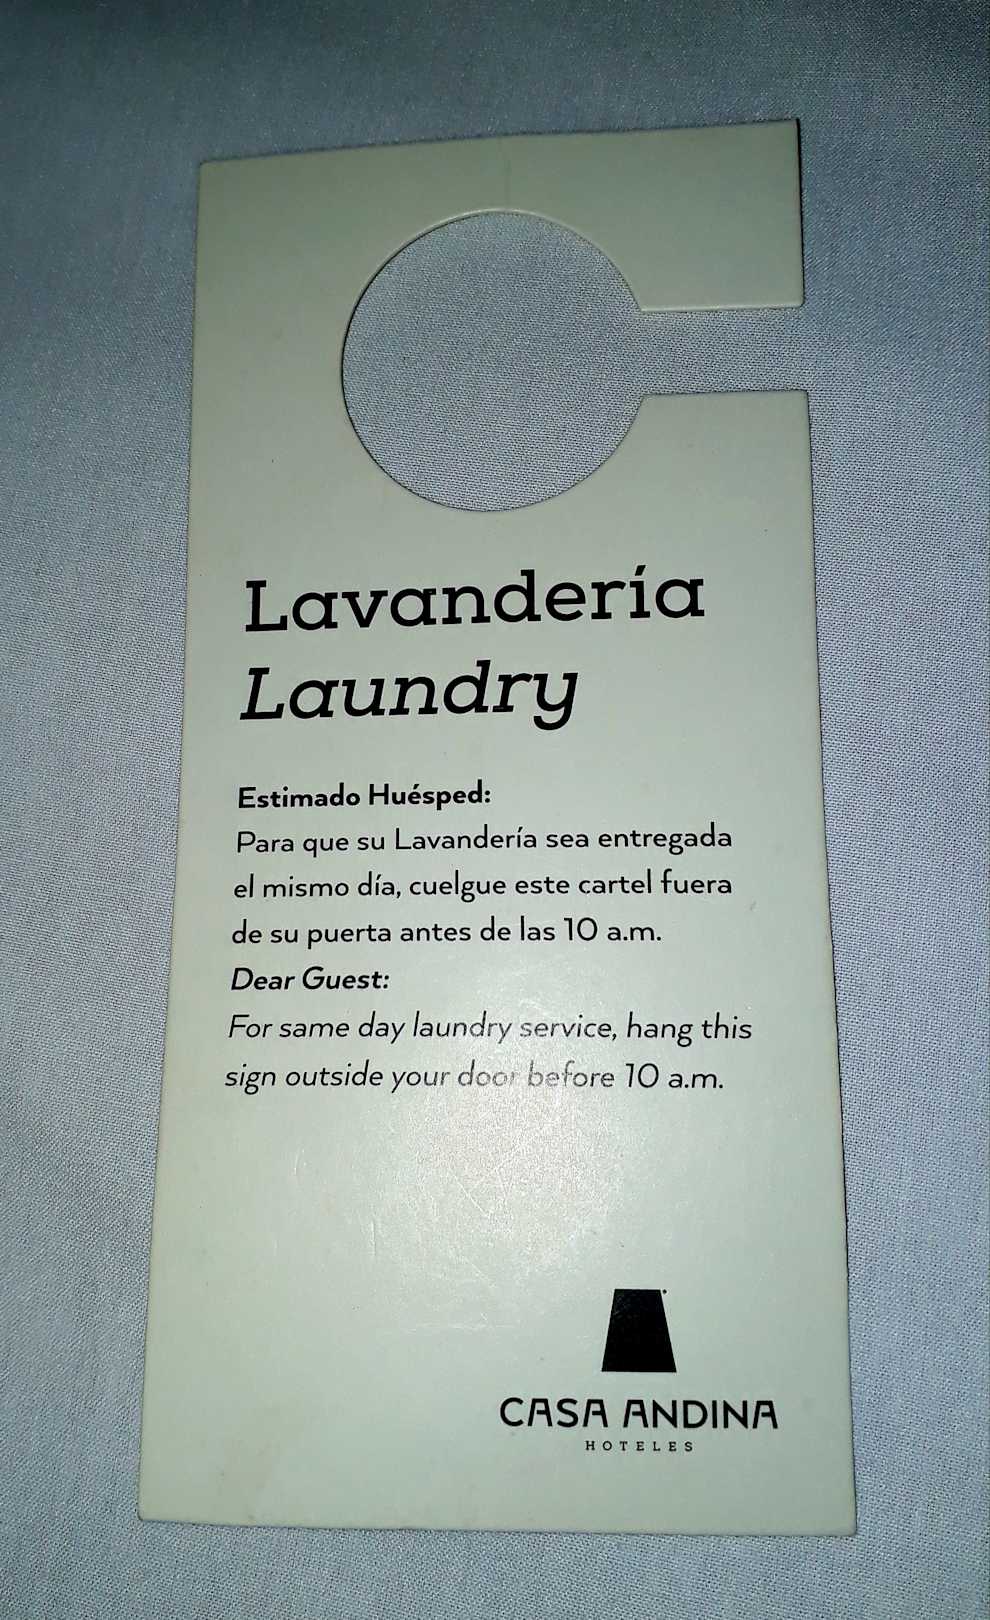 Lavandería
Laundry
Estimado Huésped:
Para que su Lavandería sea entregada
el mismo día, cuelgue este cartel fuera
de su puerta antes de las 10 a.m.
Dear Guest:
For same day laundry service, hang this
sign outside your door before 10 a.m.
CASA ANDINA
HOTELES